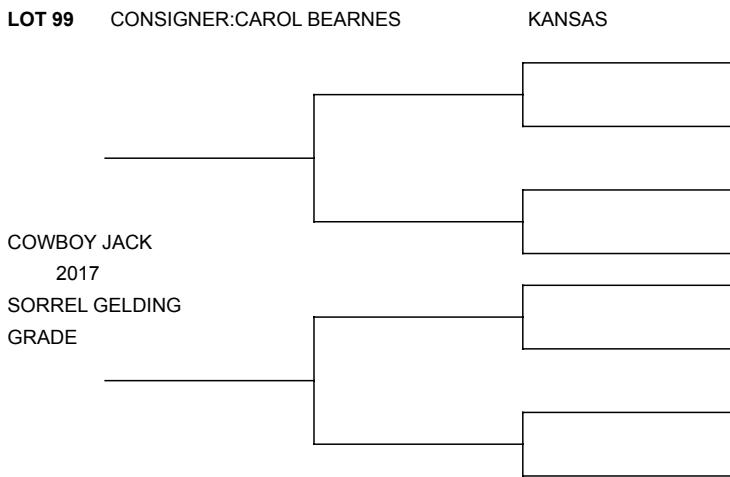 LOT 99 CONSIGNER:CAROL BEARNES KANSAS
COWBOY JACK
2017
SORREL GELDING
GRADE